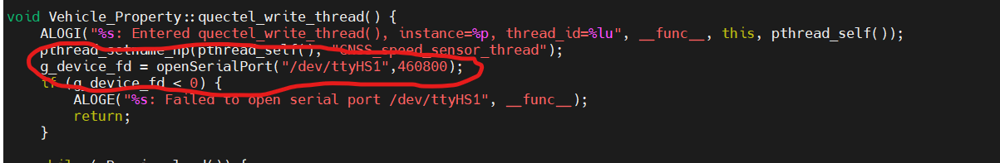 void Vehicle_Property::quectel_write_thread() {
ALOGI("%s: Entered quectel_write_thread(), instance=%p, thread_id=%lu", __func__, this, pthread_self());
pthread_setname_np(pthread_self(), "GNSS_speed_sensor_thread");
g_device_fd = openSerialPort("/dev/ttyHS1",460800);
if (g_device_fd < 0) {
ALOGE("%s: Failed to open serial port /dev/ttyHS1", __func__);
return;
}